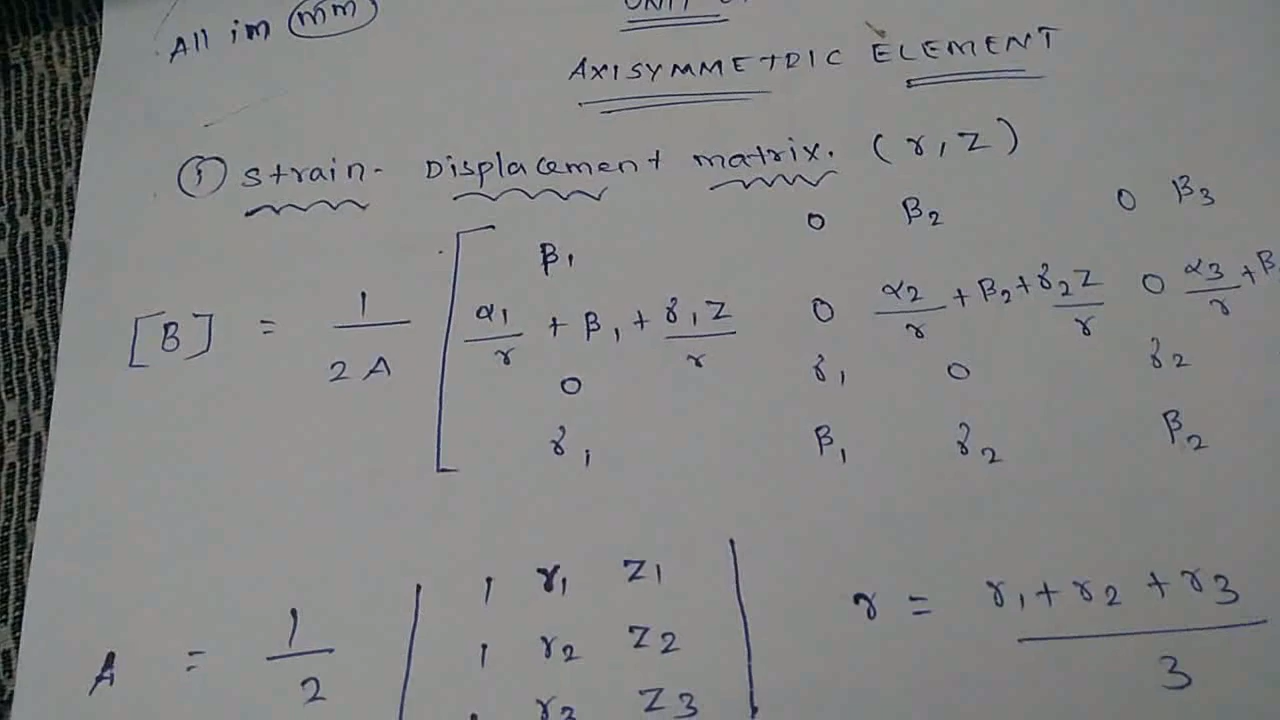 All in mm
UNIT
AXISYMMETRIC ELEMENT
① Strain- Displacement matrix. (r, z)
[B] = 1/2A [ β1 0 β2 0 β3
α1/r + β1 + γ1z/r 0 α2/r + β2 + γ2z/r 0 α3/r + β
0 γ1 0 γ2
γ1 β1 γ2 β2
A = 1/2 | 1 r1 z1 | r = r1 + r2 + r3 / 3
1 r2 z2
r3 z3